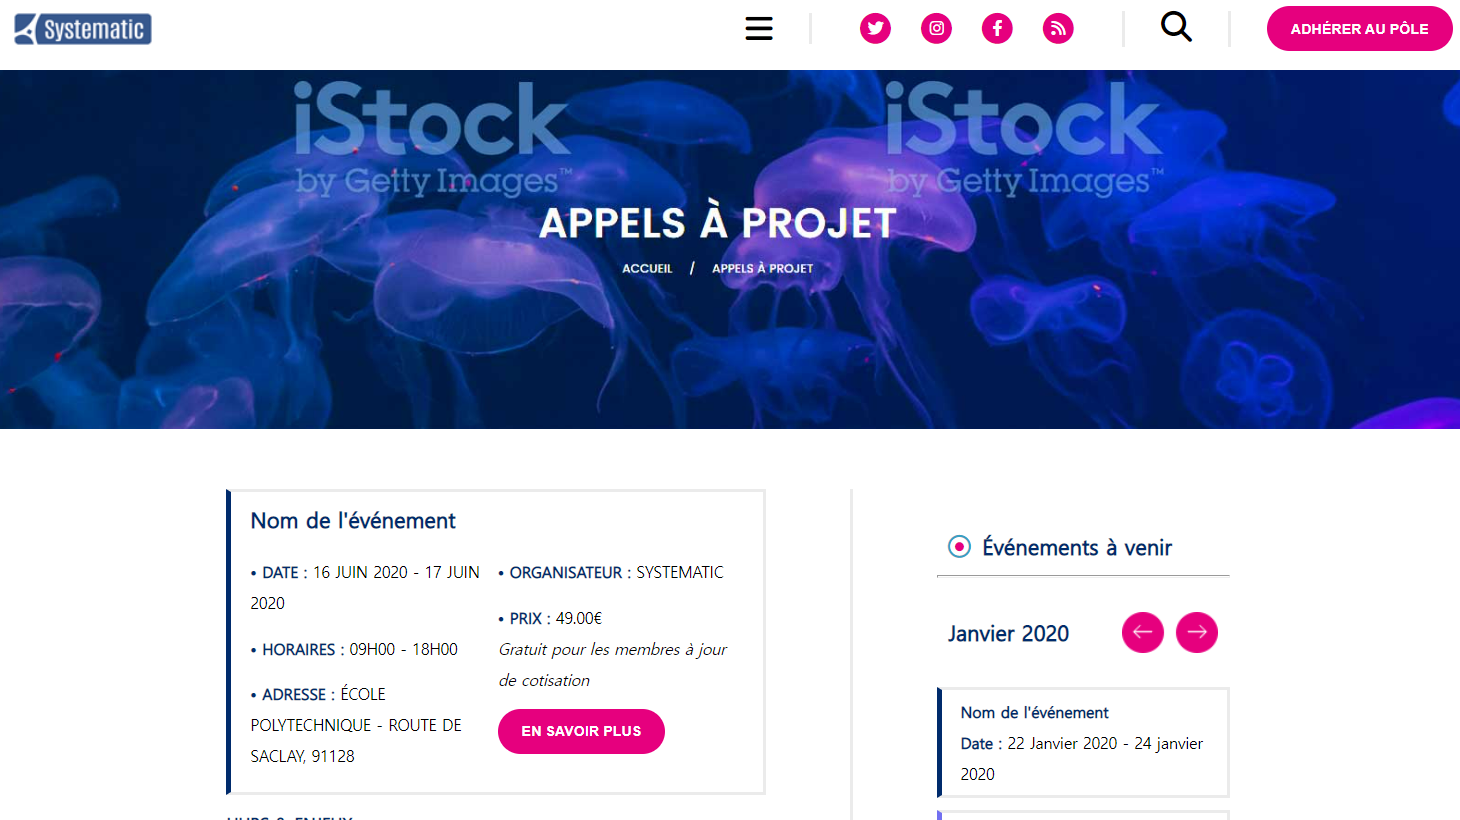 Systematic
ADHÉRER AU PÔLE
iStock
by Getty Images™
iStock
by Getty Images™
APPELS À PROJET
ACCUEIL / APPELS À PROJET
Nom de l'événement
• DATE : 16 JUIN 2020 - 17 JUIN
2020
• HORAIRES : 09H00 - 18H00
• ADRESSE : ÉCOLE
POLYTECHNIQUE - ROUTE DE
SACLAY, 91128
• ORGANISATEUR : SYSTEMATIC
• PRIX : 49.00€
Gratuit pour les membres à jour
de cotisation
EN SAVOIR PLUS
Événements à venir
Janvier 2020
Nom de l'événement
Date : 22 Janvier 2020 - 24 janvier
2020